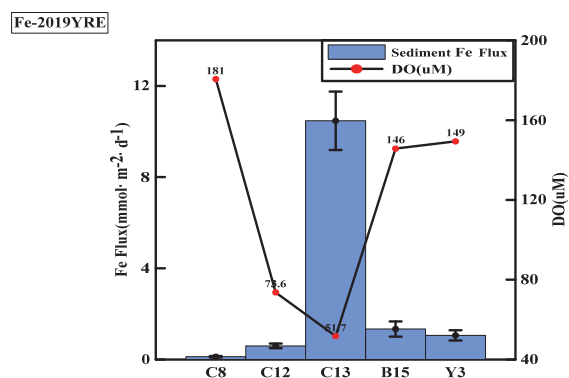 Fe-2019YRE
Sediment Fe Flux
DO(uM)
Fe Flux(mmol· m-2· d-1)
12
8
4
0
DO(uM)
200
160
120
80
40
181
73.6
51.7
146
149
C8 C12 C13 B15 Y3